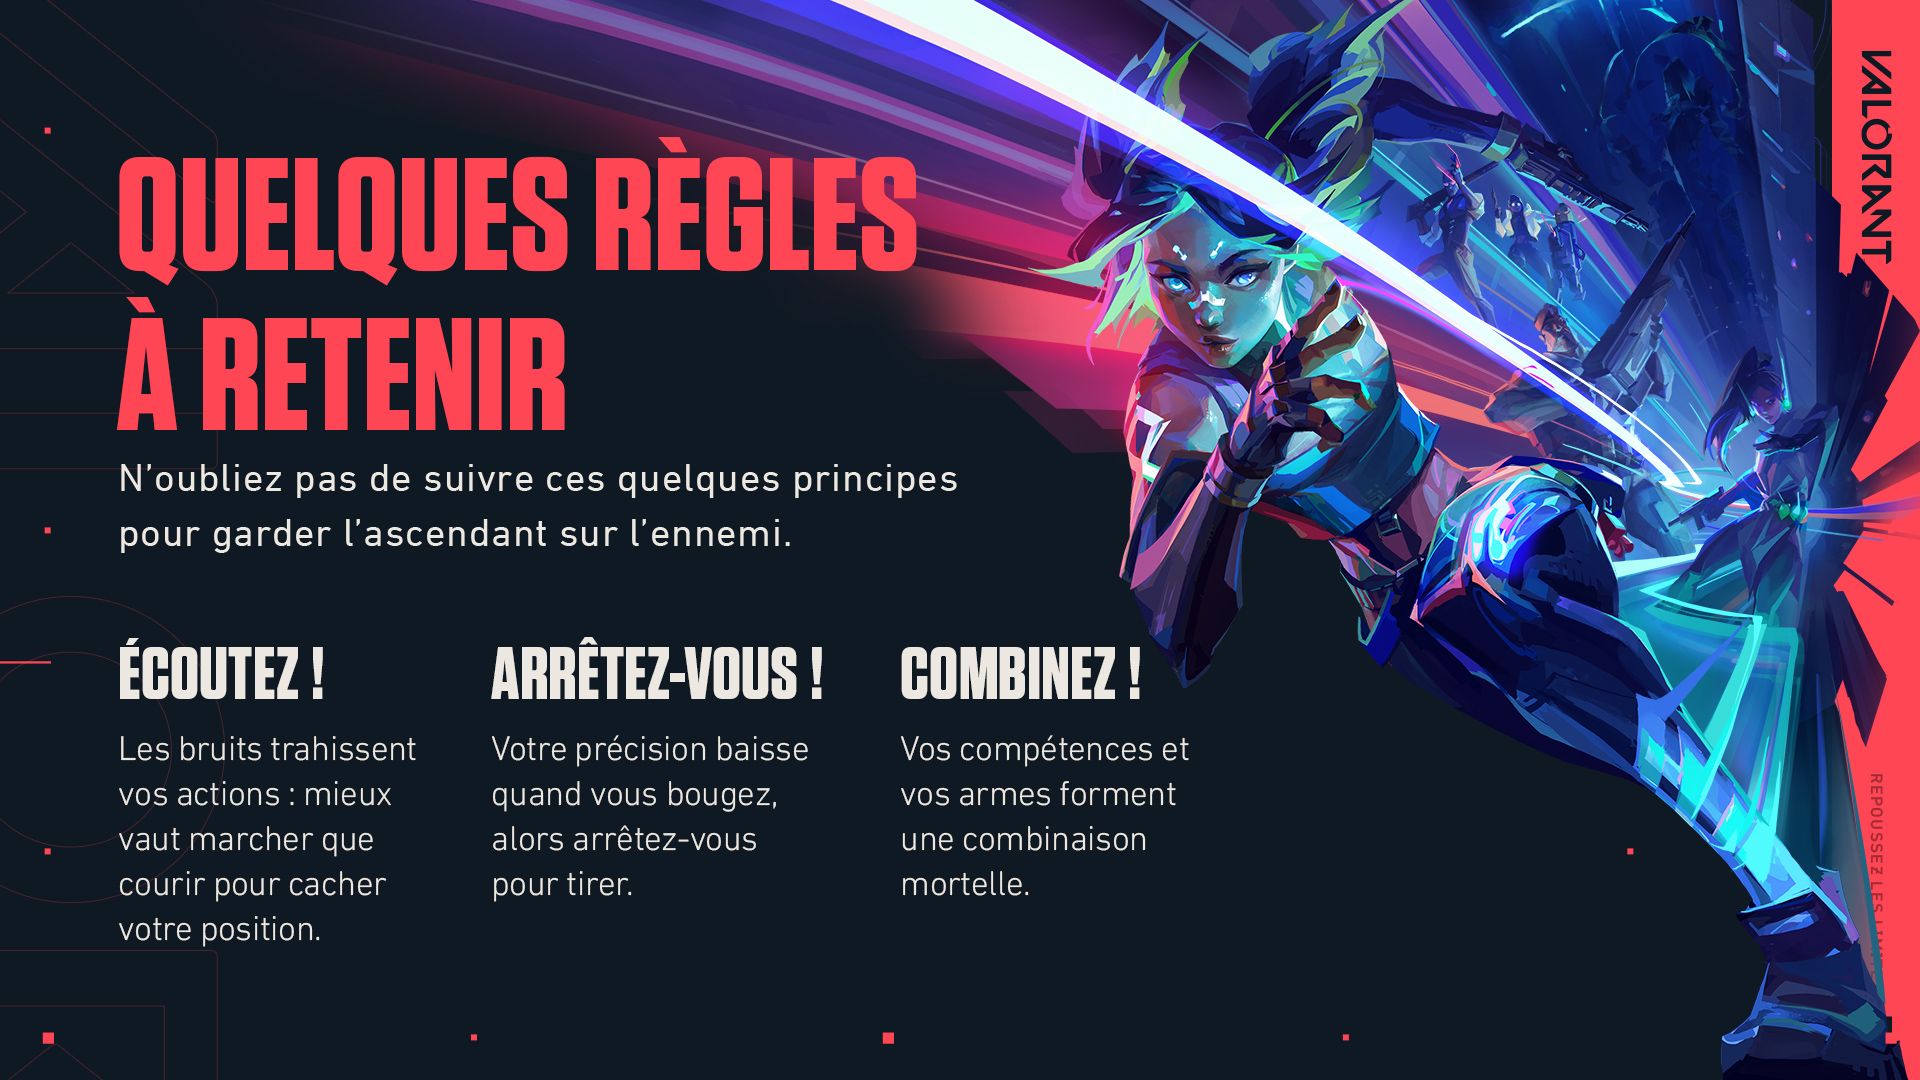 QUELQUES RÈGLES
À RETENIR
N’oubliez pas de suivre ces quelques principes
pour garder l’ascendant sur l’ennemi.
ÉCOUTEZ !
Les bruits trahissent
vos actions : mieux
vaut marcher que
courir pour cacher
votre position.
ARRÊTEZ-VOUS !
Votre précision baisse
quand vous bougez,
alors arrêtez-vous
pour tirer.
COMBINEZ !
Vos compétences et
vos armes forment
une combinaison
mortelle.
VALORANT
REPOUSSEZ LES